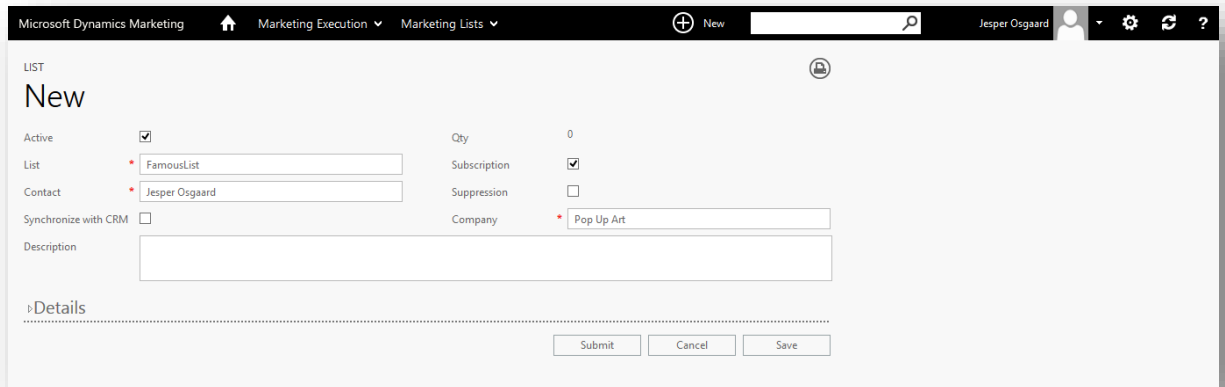 Microsoft Dynamics Marketing Marketing Execution Marketing Lists New Jesper Osgaard ?
LIST
New
Active Qty 0
List * FamousList Subscription
Contact * Jesper Osgaard Suppression
Synchronize with CRM Company * Pop Up Art
Description
Details
Submit Cancel Save